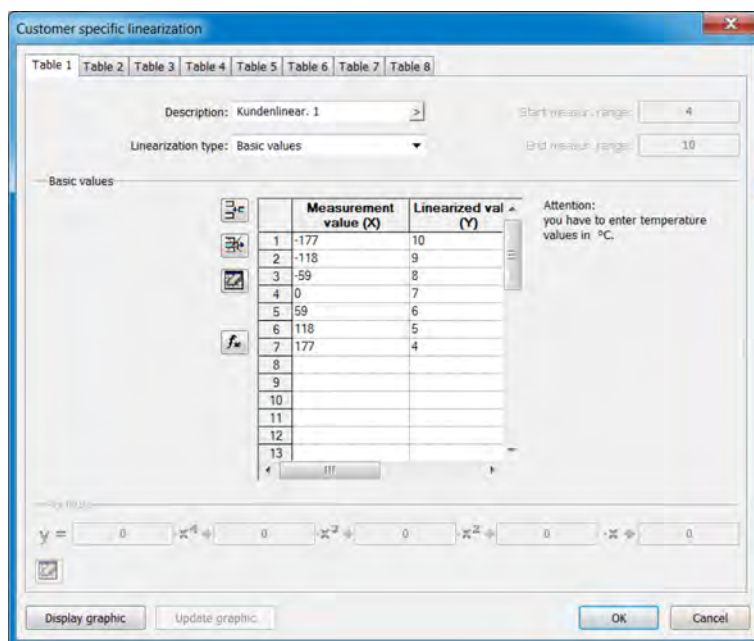 Customer specific linearization
Table 1 Table 2 Table 3 Table 4 Table 5 Table 6 Table 7 Table 8
Description: Kundenlinear. 1 > Start measur. range: 4
Linearization type: Basic values End measur. range: 10
Basic values
Measurement value (X) Linearized val (Y)
Attention:
you have to enter temperature
values in °C.
1 -177 10
2 -118 9
3 -59 8
4 0 7
5 59 6
6 118 5
7 177 4
8
9
10
11
12
13
y = 0 ·x4 + 0 ·x3 + 0 ·x2 + 0 ·x + 0
Display graphic Update graphic OK Cancel